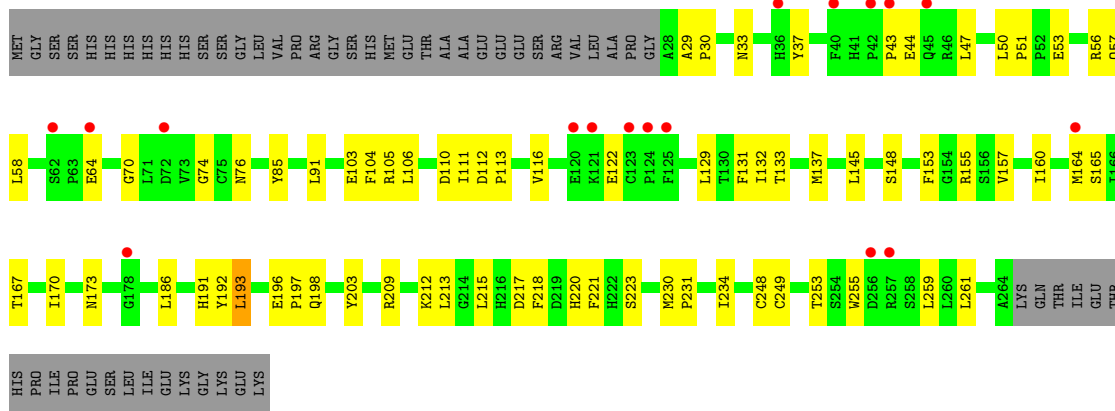 MET GLY SER SER HIS HIS HIS HIS HIS HIS SER SER GLY LEU VAL PRO ARG GLY SER HIS MET GLU THR ALA ALA GLU GLU GLU SER ARG VAL LEU ALA PRO GLY A28 A29 P30 N33 H36 Y37 F40 H41 P42 P43 E44 Q45 R46 L47 L50 P51 P52 E53 R56 G57
L58 S62 P63 E64 G70 L71 D72 V73 G74 C75 N76 Y85 L91 E103 F104 R105 L106 D110 I111 D112 P113 V116 E120 K121 E122 C123 P124 F125 L129 T130 F131 I132 T133 M137 L145 S148 F153 G154 R155 S156 V157 I160 M164 S165 I166
T167 I170 N173 G178 L186 H191 Y192 L193 E196 P197 Q198 Y203 R209 K212 L213 G214 L215 H216 D217 F218 D219 H220 F221 H222 S223 M230 P231 I234 C248 C249 T253 S254 W255 D256 R257 S258 L259 L260 L261 A264 LYS GLN THR ILE GLU THR
HIS PRO ILE PRO GLU SER LEU ILE GLU LYS GLY LYS GLU LYS